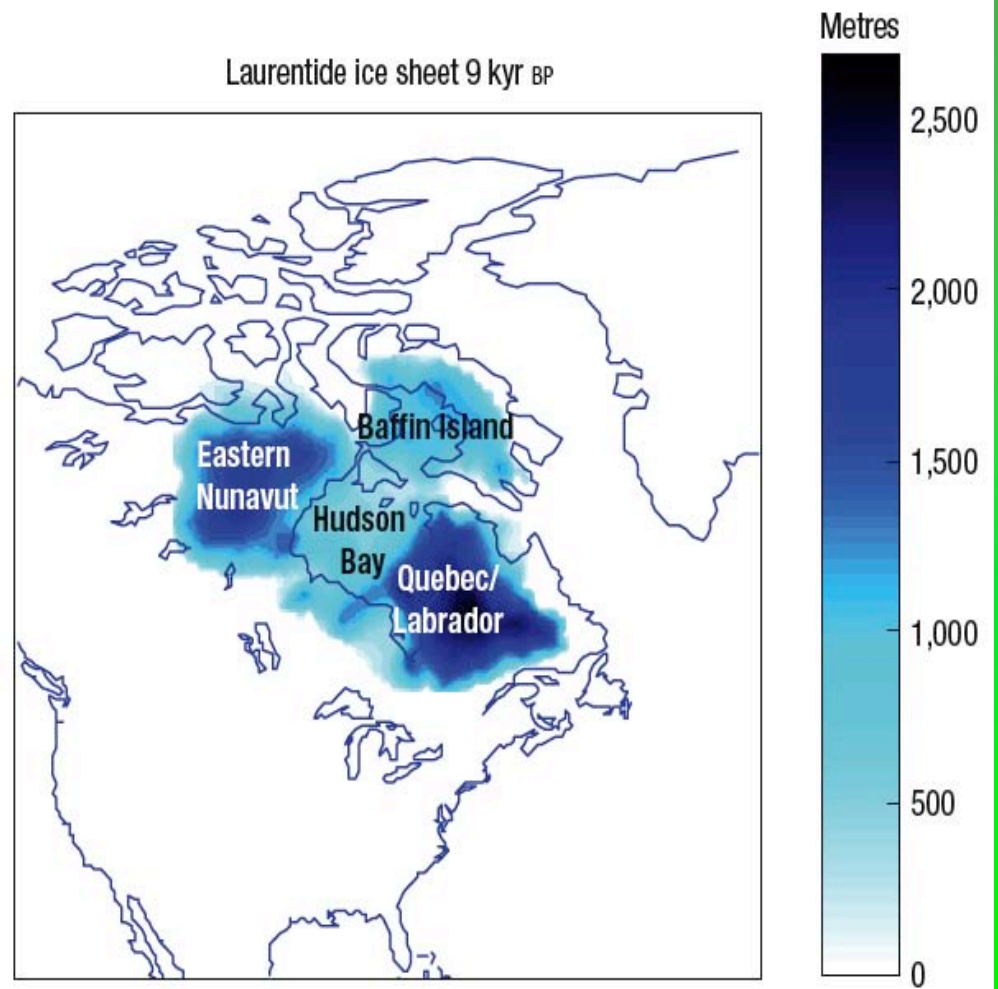 Metres
Laurentide ice sheet 9 kyr BP
2,500
2,000
Baffin Island
Eastern
Nunavut
1,500
Hudson
Bay
Quebec/
Labrador
1,000
500
0